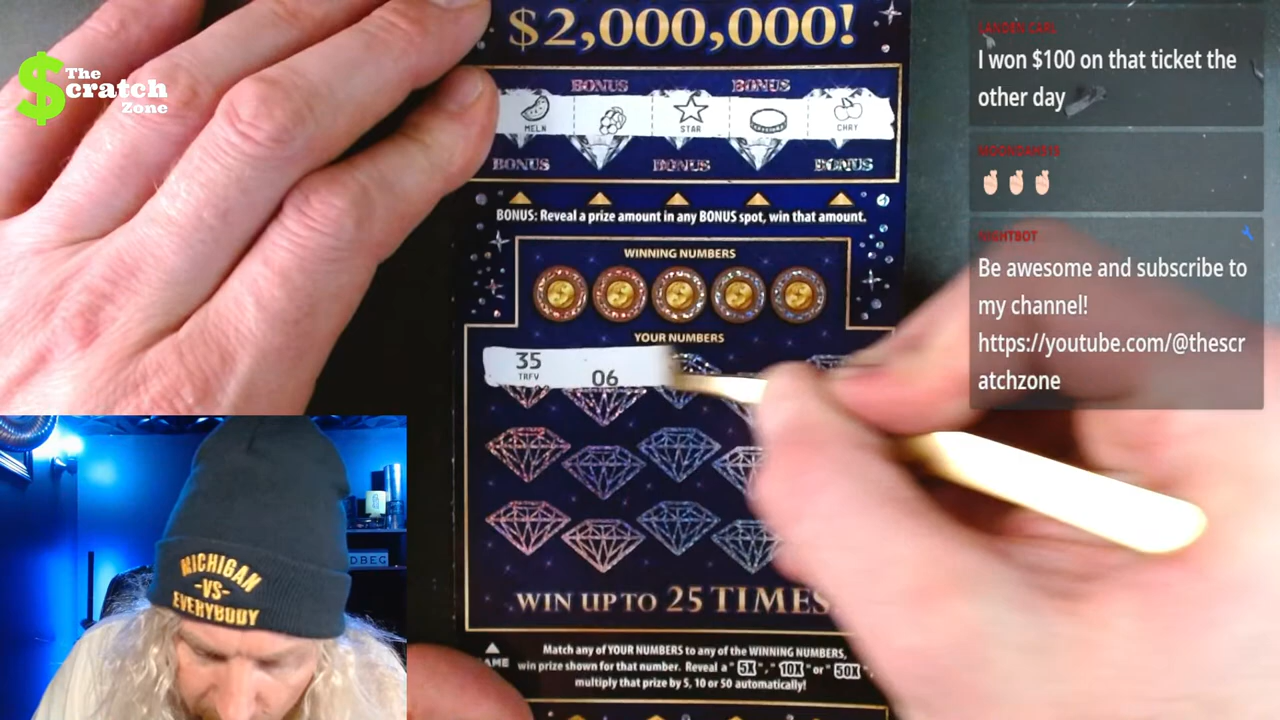 The
$cratch
Zone
$2,000,000!
BONUS BONUS
MELN STAR CHRY
BONUS BONUS BONUS
BONUS: Reveal a prize amount in any BONUS spot, win that amount.
WINNING NUMBERS
YOUR NUMBERS
35 06
TRFV
WIN UP TO 25 TIMES
Match any of YOUR NUMBERS to any of the WINNING NUMBERS,
win prize shown for that number. Reveal a "5X", "10X" or "50X",
multiply that prize by 5, 10 or 50 automatically!
I won $100 on that ticket the
other day
NIGHTBOT
Be awesome and subscribe to
my channel!
https://youtube.com/@thescr
atchzone
MICHIGAN
-VS-
EVERYBODY
DBEG